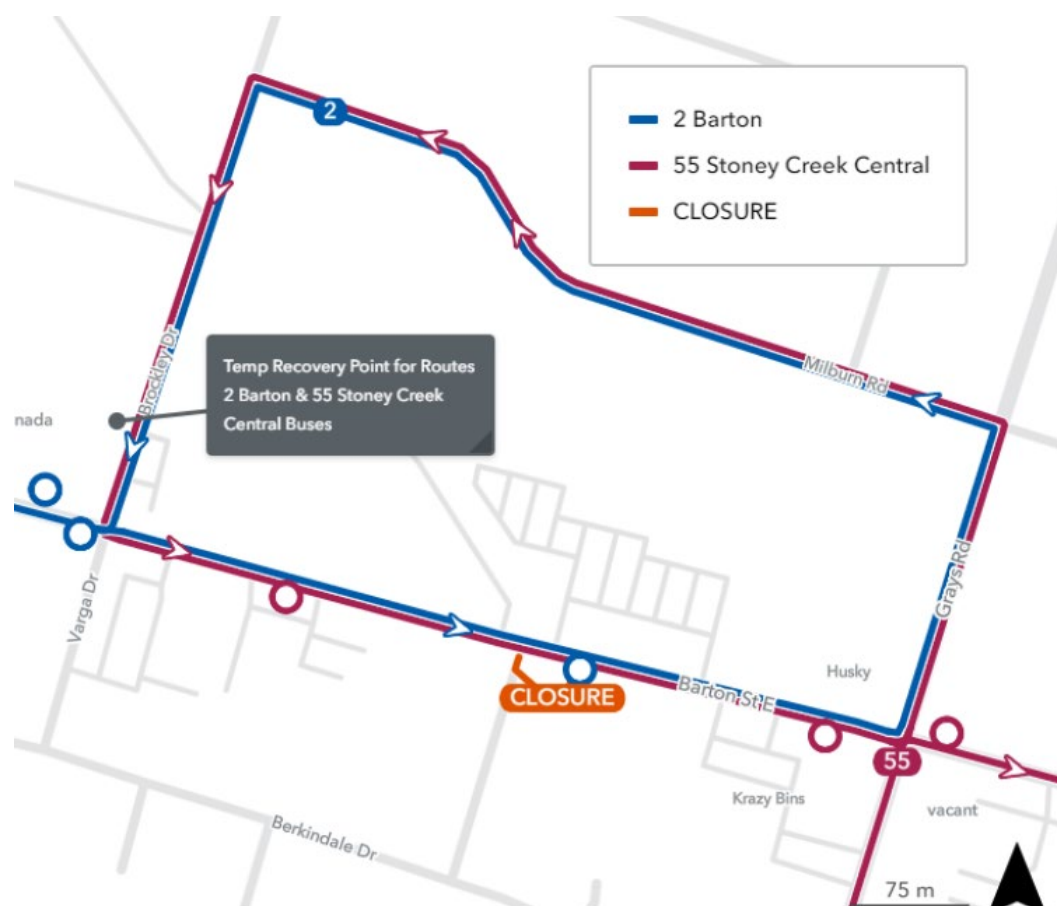 2
2 Barton
55 Stoney Creek Central
CLOSURE
Milburn Rd
Brockley Dr
Temp Recovery Point for Routes
2 Barton & 55 Stoney Creek
Central Buses
nada
Grays Rd
Varga Dr
CLOSURE
Barton St E
Husky
55
Krazy Bins
vacant
Berkindale Dr
75 m